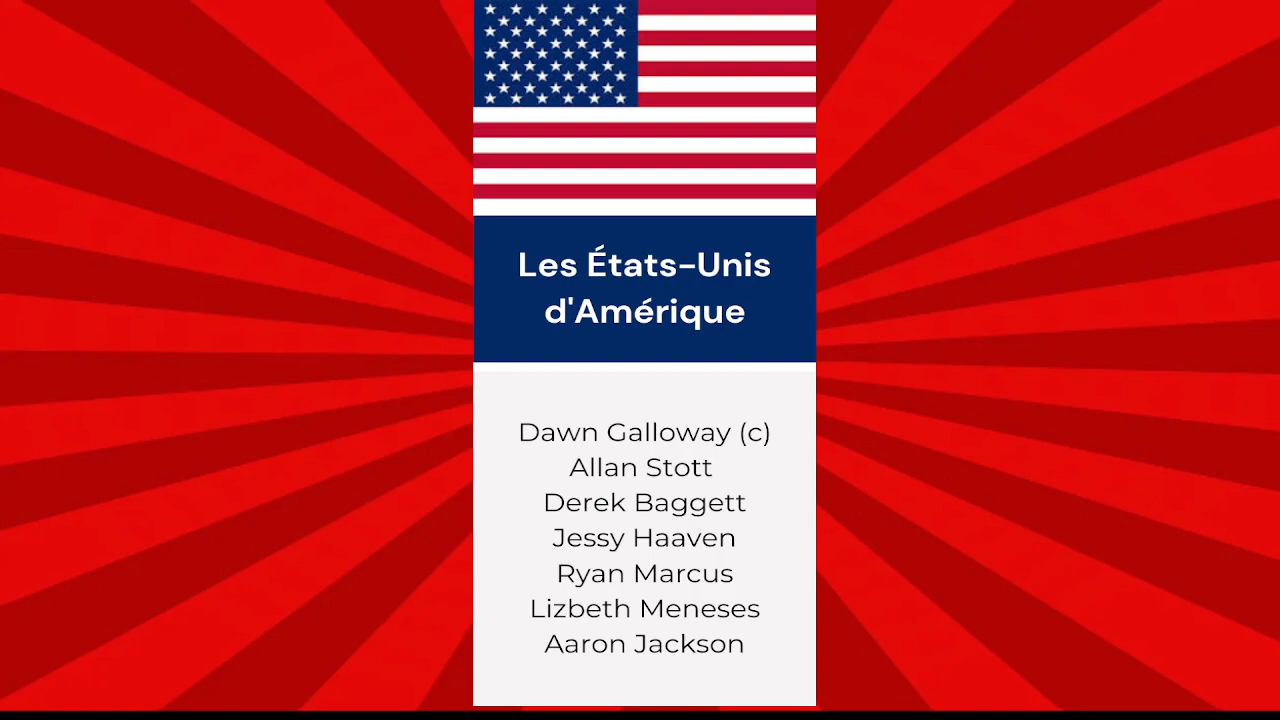 Les États-Unis
d'Amérique
Dawn Galloway (c)
Allan Stott
Derek Baggett
Jessy Haaven
Ryan Marcus
Lizbeth Meneses
Aaron Jackson